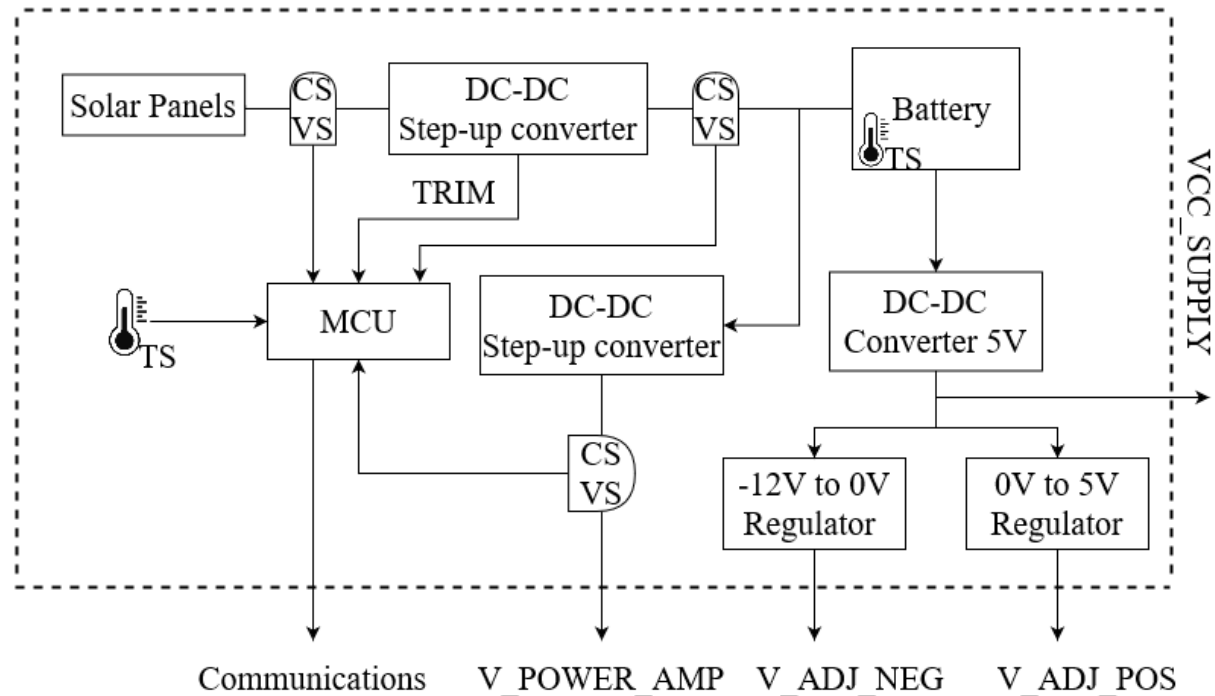 Solar Panels
CS
VS
DC-DC
Step-up converter
CS
VS
Battery
TS
TRIM
VCC_SUPPLY
TS
MCU
DC-DC
Step-up converter
DC-DC
Converter 5V
CS
VS
-12V to 0V
Regulator
0V to 5V
Regulator
Communications
V_POWER_AMP
V_ADJ_NEG
V_ADJ_POS